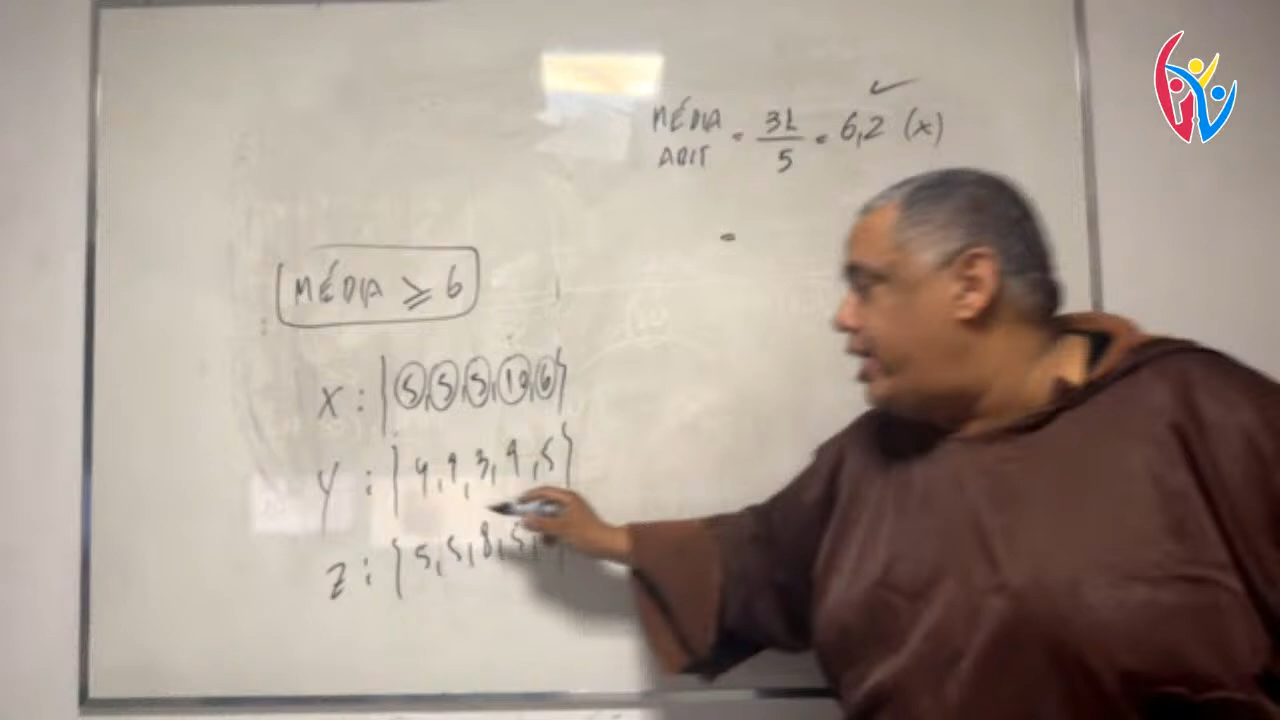 MÉDIA ARIT = 31/5 = 6,2 (x) ✓
=
MÉDIA ⩾ 6
X : {5, 5, 5, 10, 6}
Y : {4, 9, 3, 9, 5}
Z : {5, 5, 8, 5,